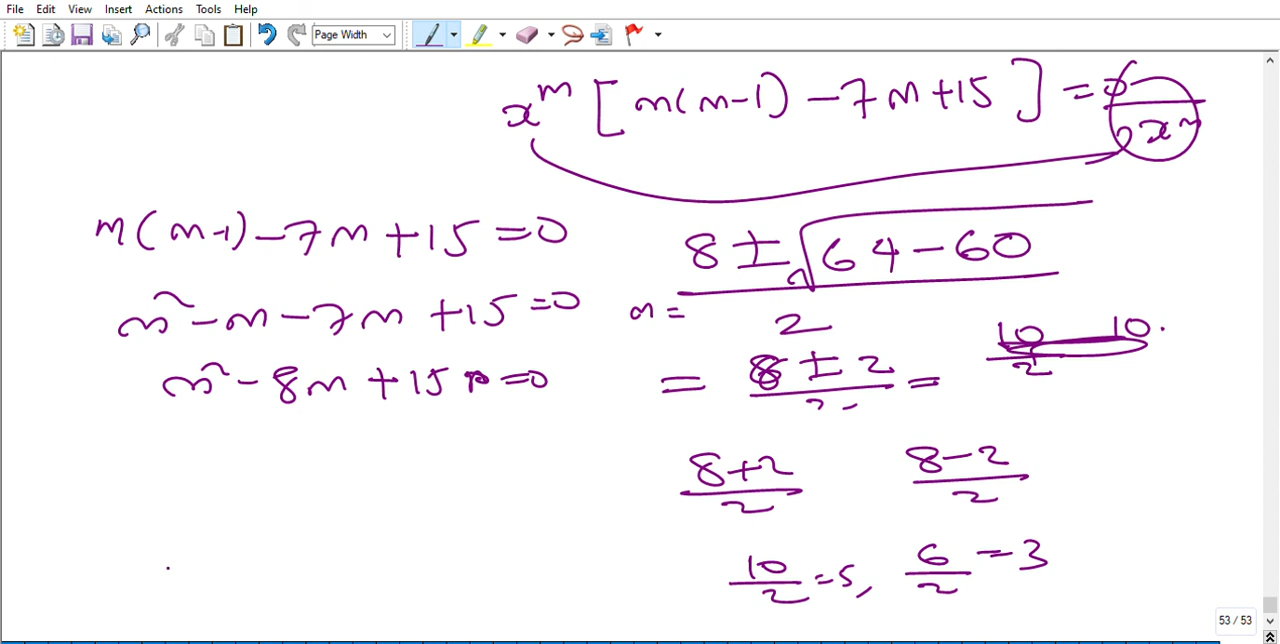 File Edit View Insert Actions Tools Help
Page Width
x^m [m(m-1) - 7m + 15] = 0/x^m
m(m-1) - 7m + 15 = 0
m² - m - 7m + 15 = 0
m² - 8m + 15 = 0
m = (8 ± √(64 - 60))/2
= (8 ± 2)/2 =
10/2 10.
(8+2)/2 (8-2)/2
10/2 = 5, 6/2 = 3
53 / 53